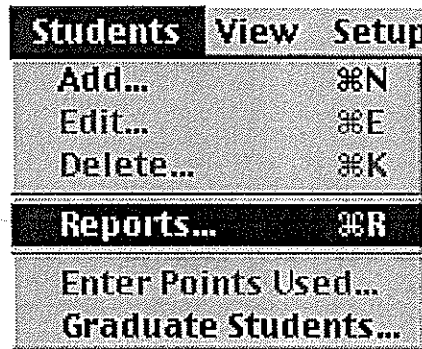 Students View Setup
Add... ⌘N
Edit... ⌘E
Delete... ⌘K
Reports... ⌘R
Enter Points Used...
Graduate Students...